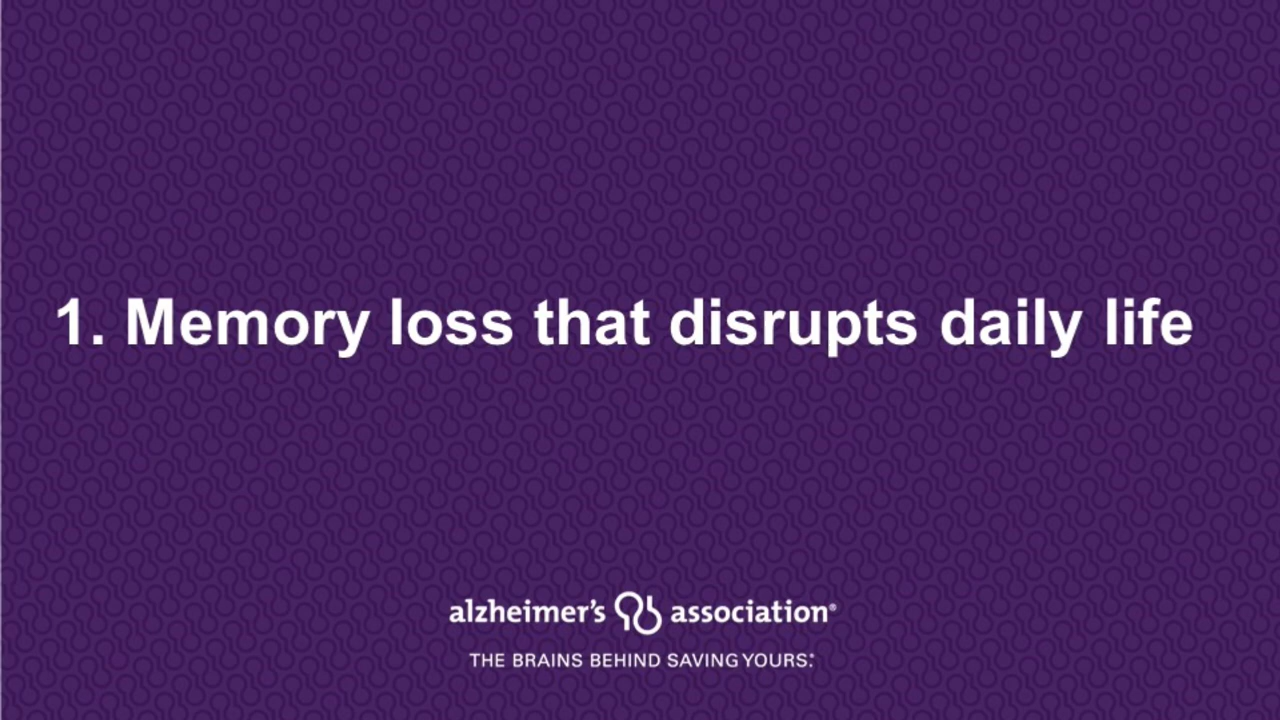 1. Memory loss that disrupts daily life
alzheimer's association®
THE BRAINS BEHIND SAVING YOURS.®